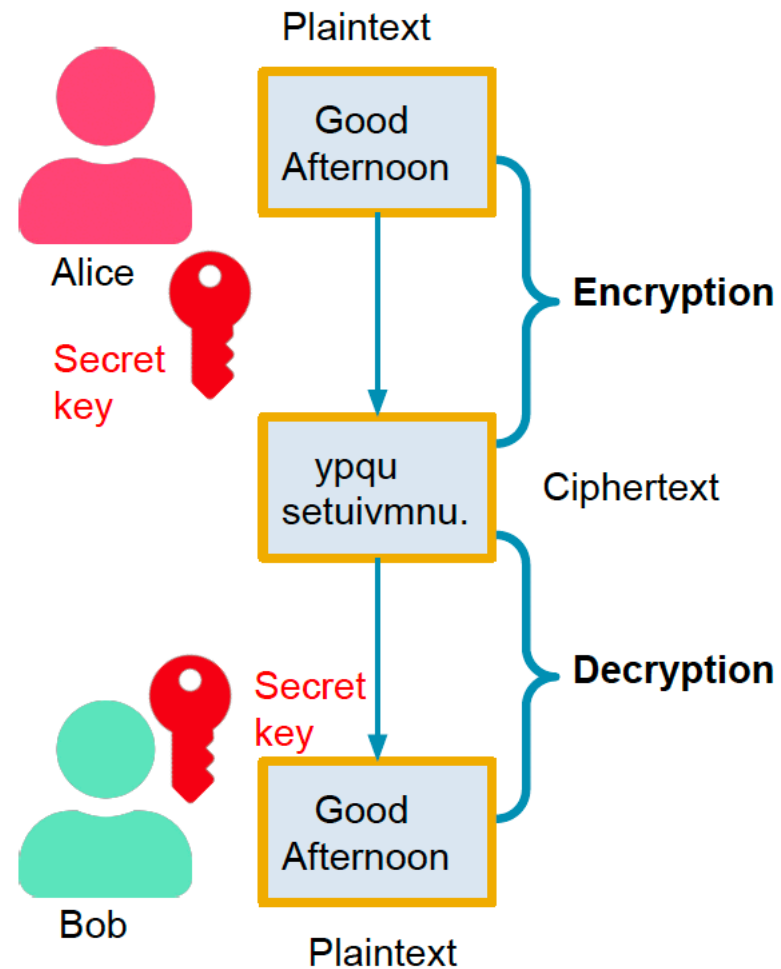 Plaintext
Good
Afternoon
Alice
Encryption
Secret
key
ypqu
setuivmnu.
Ciphertext
Decryption
Secret
key
Good
Afternoon
Bob
Plaintext